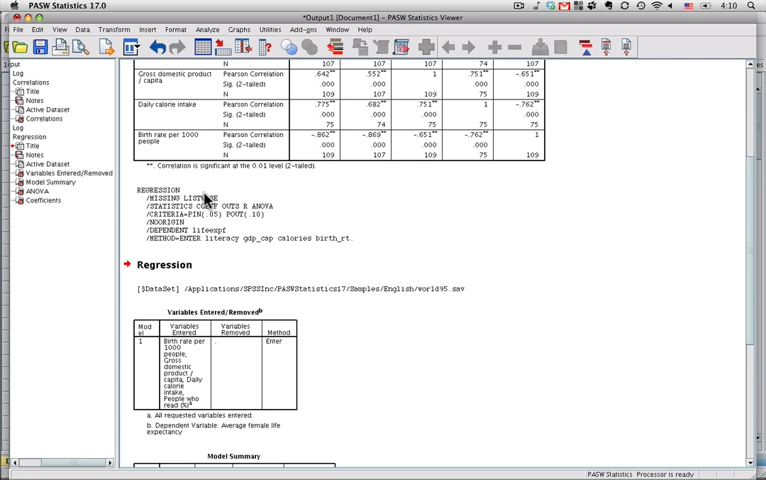 PASW Statistics 17.0
4:10
*Output1 [Document1] - PASW Statistics Viewer
File Edit View Data Transform Insert Format Analyze Graphs Utilities Add-ons Window Help
put
Log
Correlations
Title
Notes
Active Dataset
Correlations
Log
Regression
Title
Notes
Active Dataset
Variables Entered/Removed
Model Summary
ANOVA
Coefficients
N 107 107 107 74 107
Gross domestic product / capita Pearson Correlation .642** .552** 1 .751** -.651**
Sig. (2-tailed) .000 .000 .000 .000
N 109 107 109 75 109
Daily calorie intake Pearson Correlation .775** .682** .751** 1 -.762**
Sig. (2-tailed) .000 .000 .000 .000
N 75 74 75 75 75
Birth rate per 1000 people Pearson Correlation -.862** -.869** -.651** -.762** 1
Sig. (2-tailed) .000 .000 .000 .000
N 109 107 109 75 109
**. Correlation is significant at the 0.01 level (2-tailed).
REGRESSION
/MISSING LISTWISE
/STATISTICS COEFF OUTS R ANOVA
/CRITERIA=PIN(.05) POUT(.10)
/NOORIGIN
/DEPENDENT lifeexpf
/METHOD=ENTER literacy gdp_cap calories birth_rt.
Regression
[$DataSet] /Applications/SPSSInc/PASWStatistics17/Samples/English/world95.sav
Variables Entered/Removedb
Mod el Variables Entered Variables Removed Method
1 Birth rate per 1000 people, Gross domestic product / capita, Daily calorie intake, People who read (%)a . Enter
a. All requested variables entered.
b. Dependent Variable: Average female life expectancy
Model Summary
PASW Statistics Processor is ready